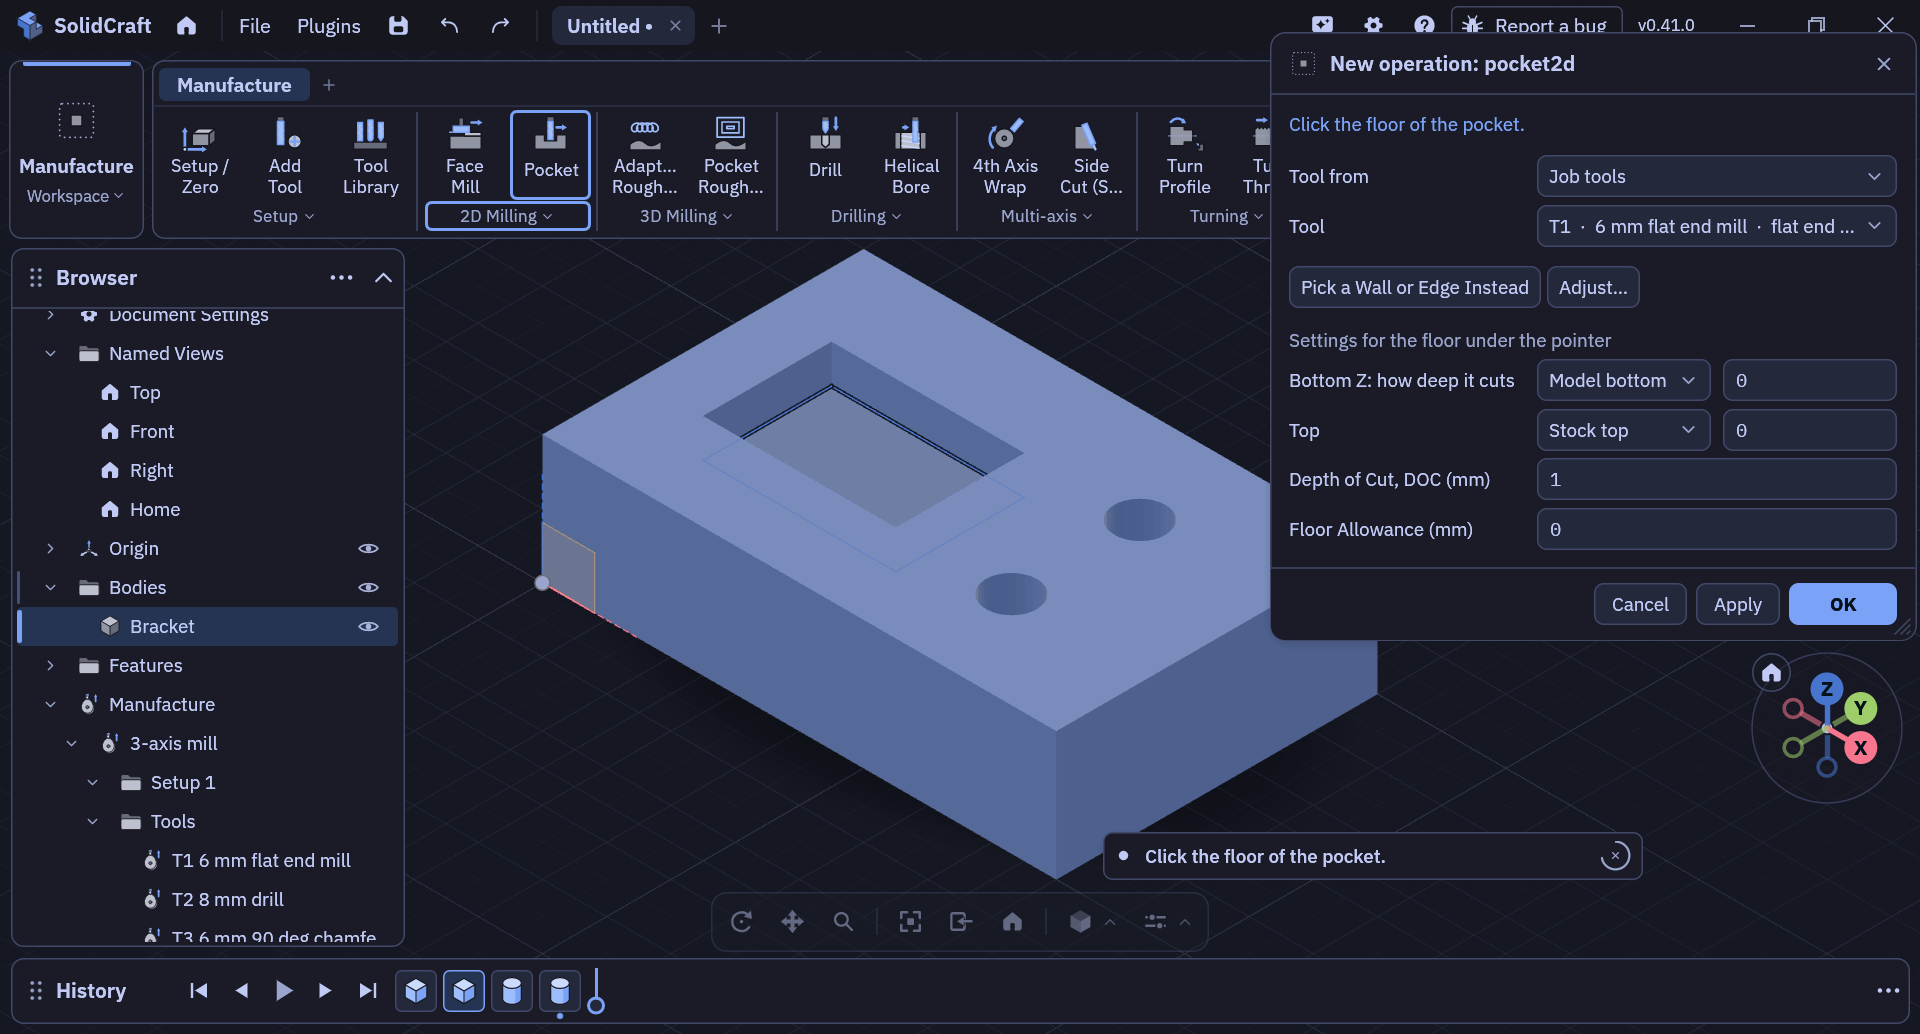 SolidCraft
File
Plugins
Untitled •
Report a bug
v0.41.0
Manufacture
Workspace
Manufacture
Setup / Zero
Add Tool
Tool Library
Setup
Face Mill
Pocket
2D Milling
Adapt... Rough...
Pocket Rough...
3D Milling
Drill
Helical Bore
Drilling
4th Axis Wrap
Side Cut (S...
Multi-axis
Turn Profile
Turning
Browser
Document Settings
Named Views
Top
Front
Right
Home
Origin
Bodies
Bracket
Features
Manufacture
3-axis mill
Setup 1
Tools
T1 6 mm flat end mill
T2 8 mm drill
T3 6 mm 90 deg chamfe
New operation: pocket2d
Click the floor of the pocket.
Tool from
Job tools
Tool
T1 · 6 mm flat end mill · flat end ...
Pick a Wall or Edge Instead
Adjust...
Settings for the floor under the pointer
Bottom Z: how deep it cuts
Model bottom
0
Top
Stock top
0
Depth of Cut, DOC (mm)
1
Floor Allowance (mm)
0
Cancel
Apply
OK
Z
Y
X
Click the floor of the pocket.
History